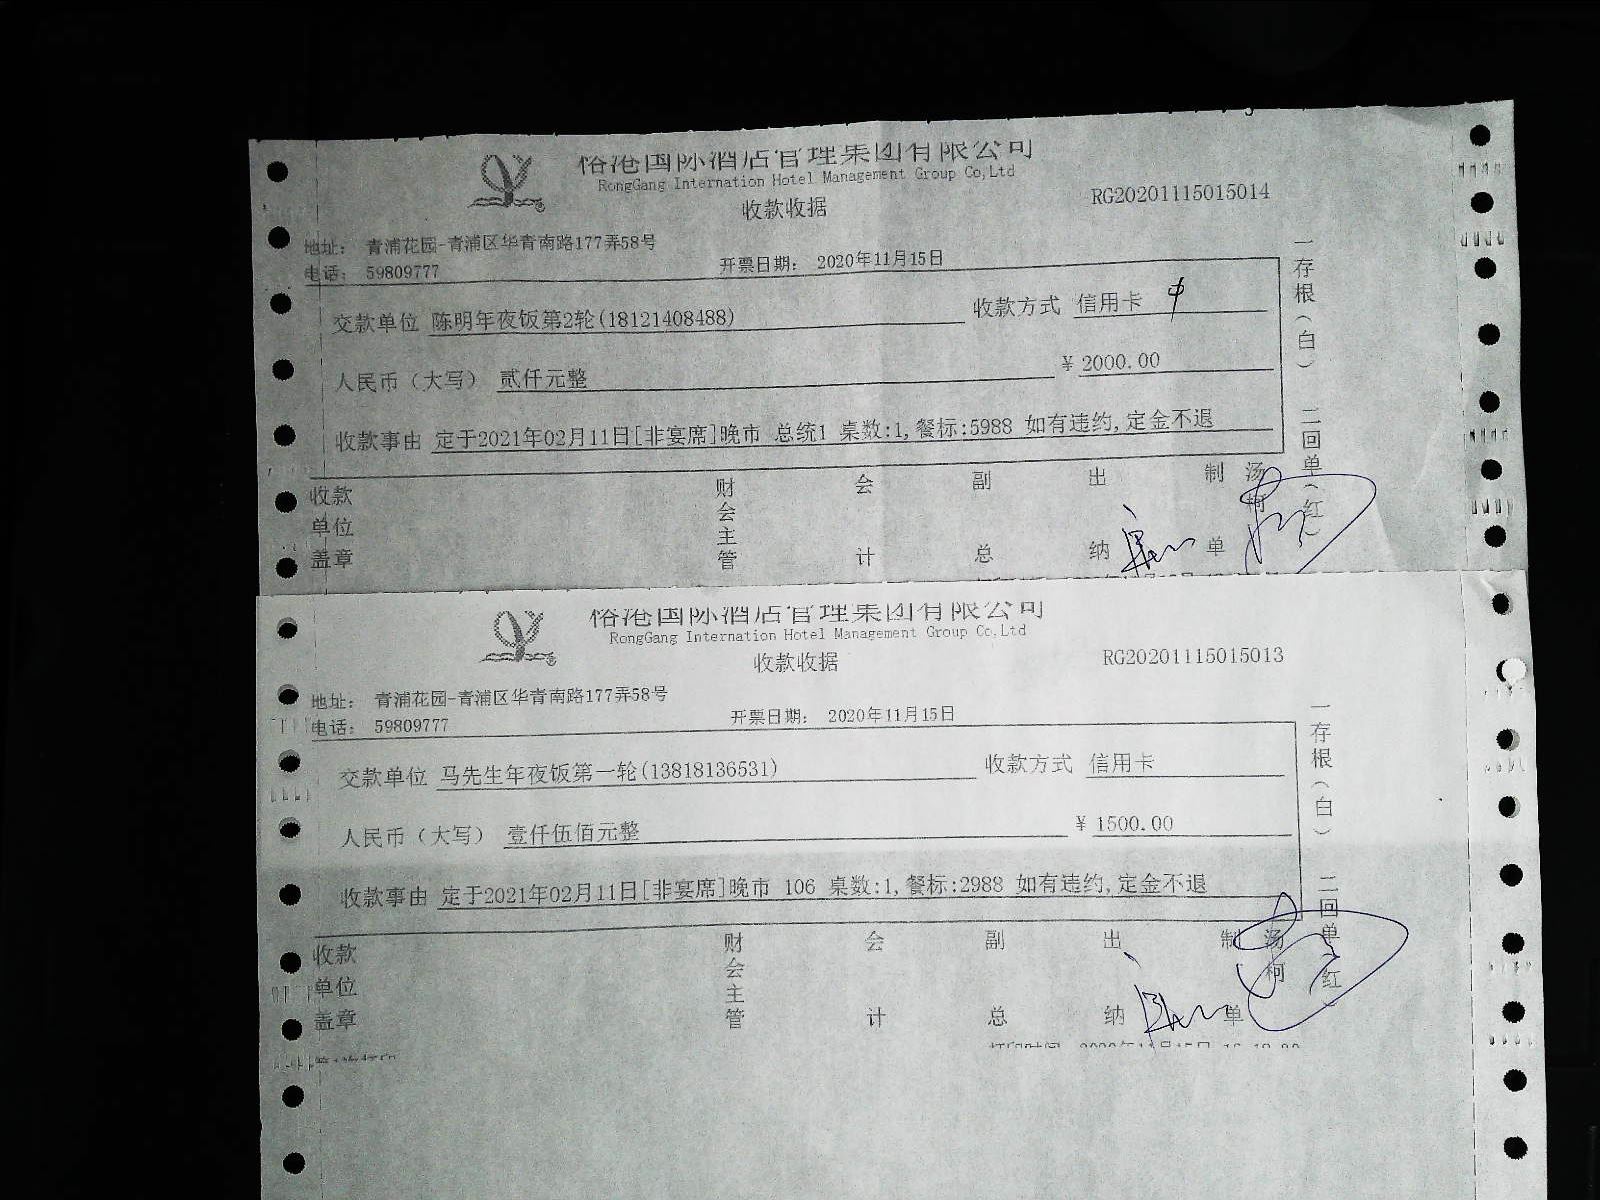 榕港国际酒店管理集团有限公司
RongGang Internation Hotel Management Group Co,Ltd
收款收据
RG20201115015014
地址： 青浦花园-青浦区华青南路177弄58号
电话： 59809777
开票日期： 2020年11月15日
交款单位 陈明年夜饭第2轮(18121408488)
收款方式 信用卡 中
人民币（大写） 贰仟元整
¥ 2000.00
收款事由 定于2021年02月11日[非宴席]晚市 总统1 桌数:1,餐标:5988 如有违约,定金不退
一存根（白） 二回单（红）
收款单位盖章
财会主管
会计
副总
出纳
制单
汤柯
榕港国际酒店管理集团有限公司
RongGang Internation Hotel Management Group Co,Ltd
收款收据
RG20201115015013
地址： 青浦花园-青浦区华青南路177弄58号
电话： 59809777
开票日期： 2020年11月15日
交款单位 马先生年夜饭第一轮(13818136531)
收款方式 信用卡
人民币（大写） 壹仟伍佰元整
¥ 1500.00
收款事由 定于2021年02月11日[非宴席]晚市 106 桌数:1,餐标:2988 如有违约,定金不退
一存根（白） 二回单（红）
收款单位盖章
财会主管
会计
副总
出纳
制单
汤柯